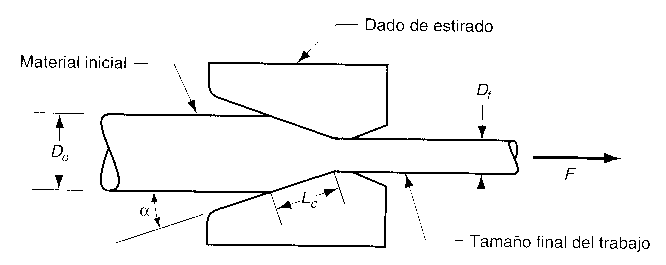 Dado de estirado
Material inicial
D_f
D_o
F
α
L_c
Tamaño final del trabajo